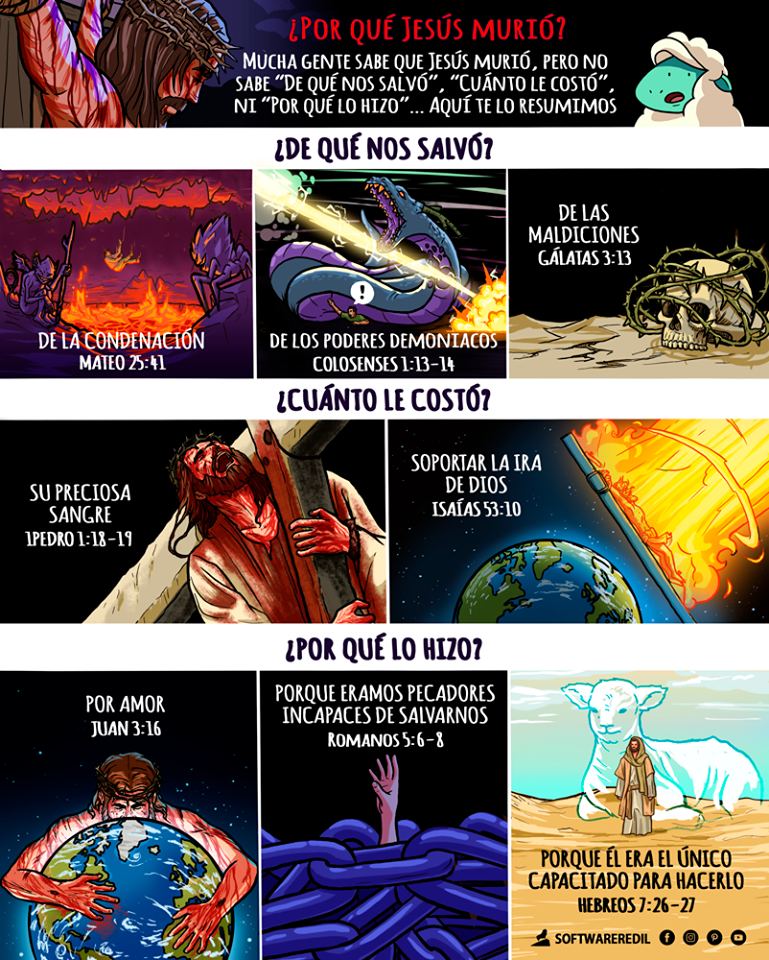 ¿Por qué Jesús murió?
Mucha gente sabe que Jesús murió, pero no
sabe “De qué nos salvó”, “Cuánto le costó”,
ni “Por qué lo hizo”... Aquí te lo resumimos
¿DE QUÉ NOS SALVÓ?
DE LA CONDENACIÓN
MATEO 25:41
!
DE LOS PODERES DEMONIACOS
COLOSENSES 1:13-14
DE LAS
MALDICIONES
GÁLATAS 3:13
¿CUÁNTO LE COSTÓ?
SU PRECIOSA
SANGRE
1PEDRO 1:18-19
SOPORTAR LA IRA
DE DIOS
ISAÍAS 53:10
¿POR QUÉ LO HIZO?
POR AMOR
JUAN 3:16
PORQUE ERAMOS PECADORES
INCAPACES DE SALVARNOS
ROMANOS 5:6-8
PORQUE ÉL ERA EL ÚNICO
CAPACITADO PARA HACERLO
HEBREOS 7:26-27
SOFTWAREREDIL